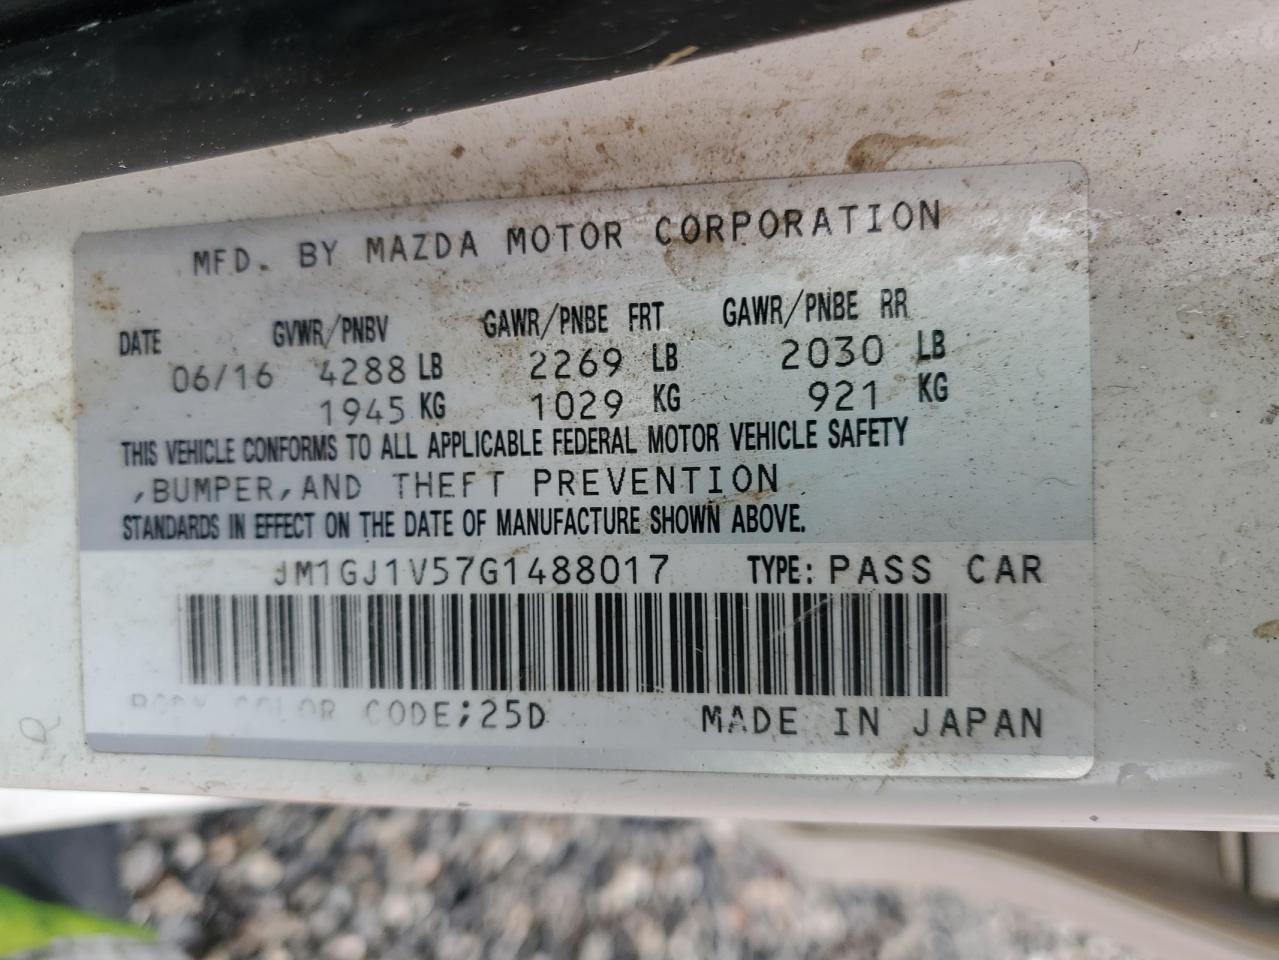 MFD. BY MAZDA MOTOR CORPORATION
DATE GVWR/PNBV GAWR/PNBE FRT GAWR/PNBE RR
06/16 4288 LB 2269 LB 2030 LB
1945 KG 1029 KG 921 KG
THIS VEHICLE CONFORMS TO ALL APPLICABLE FEDERAL MOTOR VEHICLE SAFETY
,BUMPER,AND THEFT PREVENTION
STANDARDS IN EFFECT ON THE DATE OF MANUFACTURE SHOWN ABOVE.
JM1GJ1V57G1488017 TYPE: PASS CAR
BODY COLOR CODE;25D MADE IN JAPAN